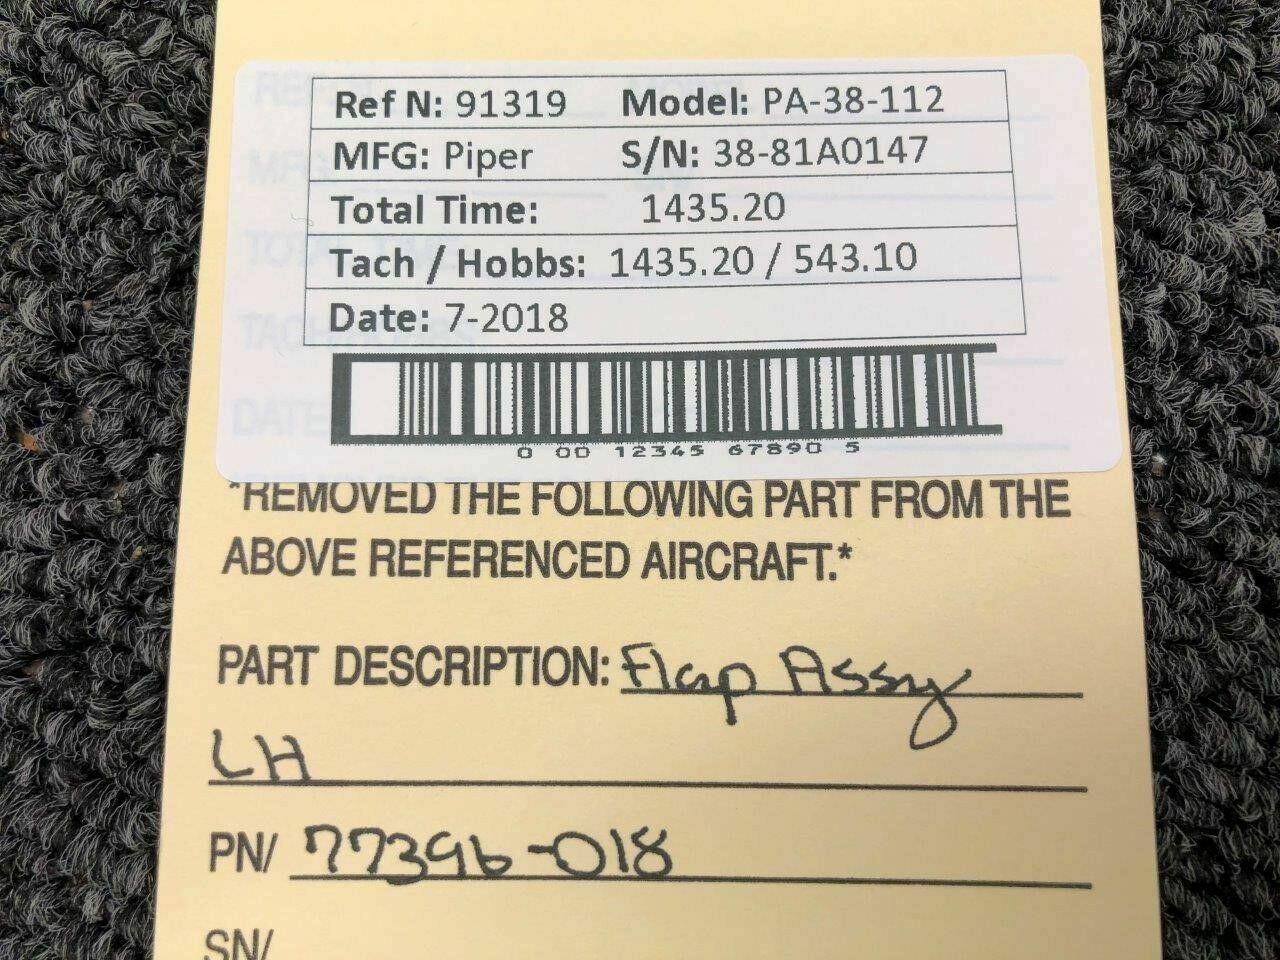 Ref N: 91319 Model: PA-38-112
MFG: Piper S/N: 38-81A0147
Total Time: 1435.20
Tach / Hobbs: 1435.20 / 543.10
Date: 7-2018
0 00 12345 67890 5
*REMOVED THE FOLLOWING PART FROM THE
ABOVE REFERENCED AIRCRAFT.*
PART DESCRIPTION: Flap Assy
LH
PN/ 77396-018
SN/